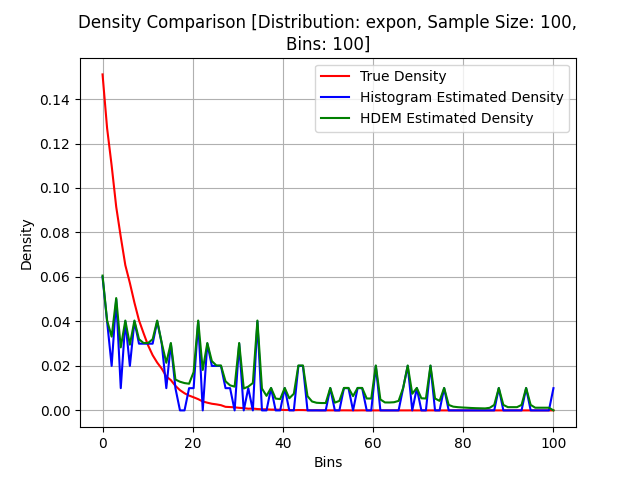 Density Comparison [Distribution: expon, Sample Size: 100,
Bins: 100]
True Density
Histogram Estimated Density
HDEM Estimated Density
Density
0.14
0.12
0.10
0.08
0.06
0.04
0.02
0.00
0 20 40 60 80 100
Bins